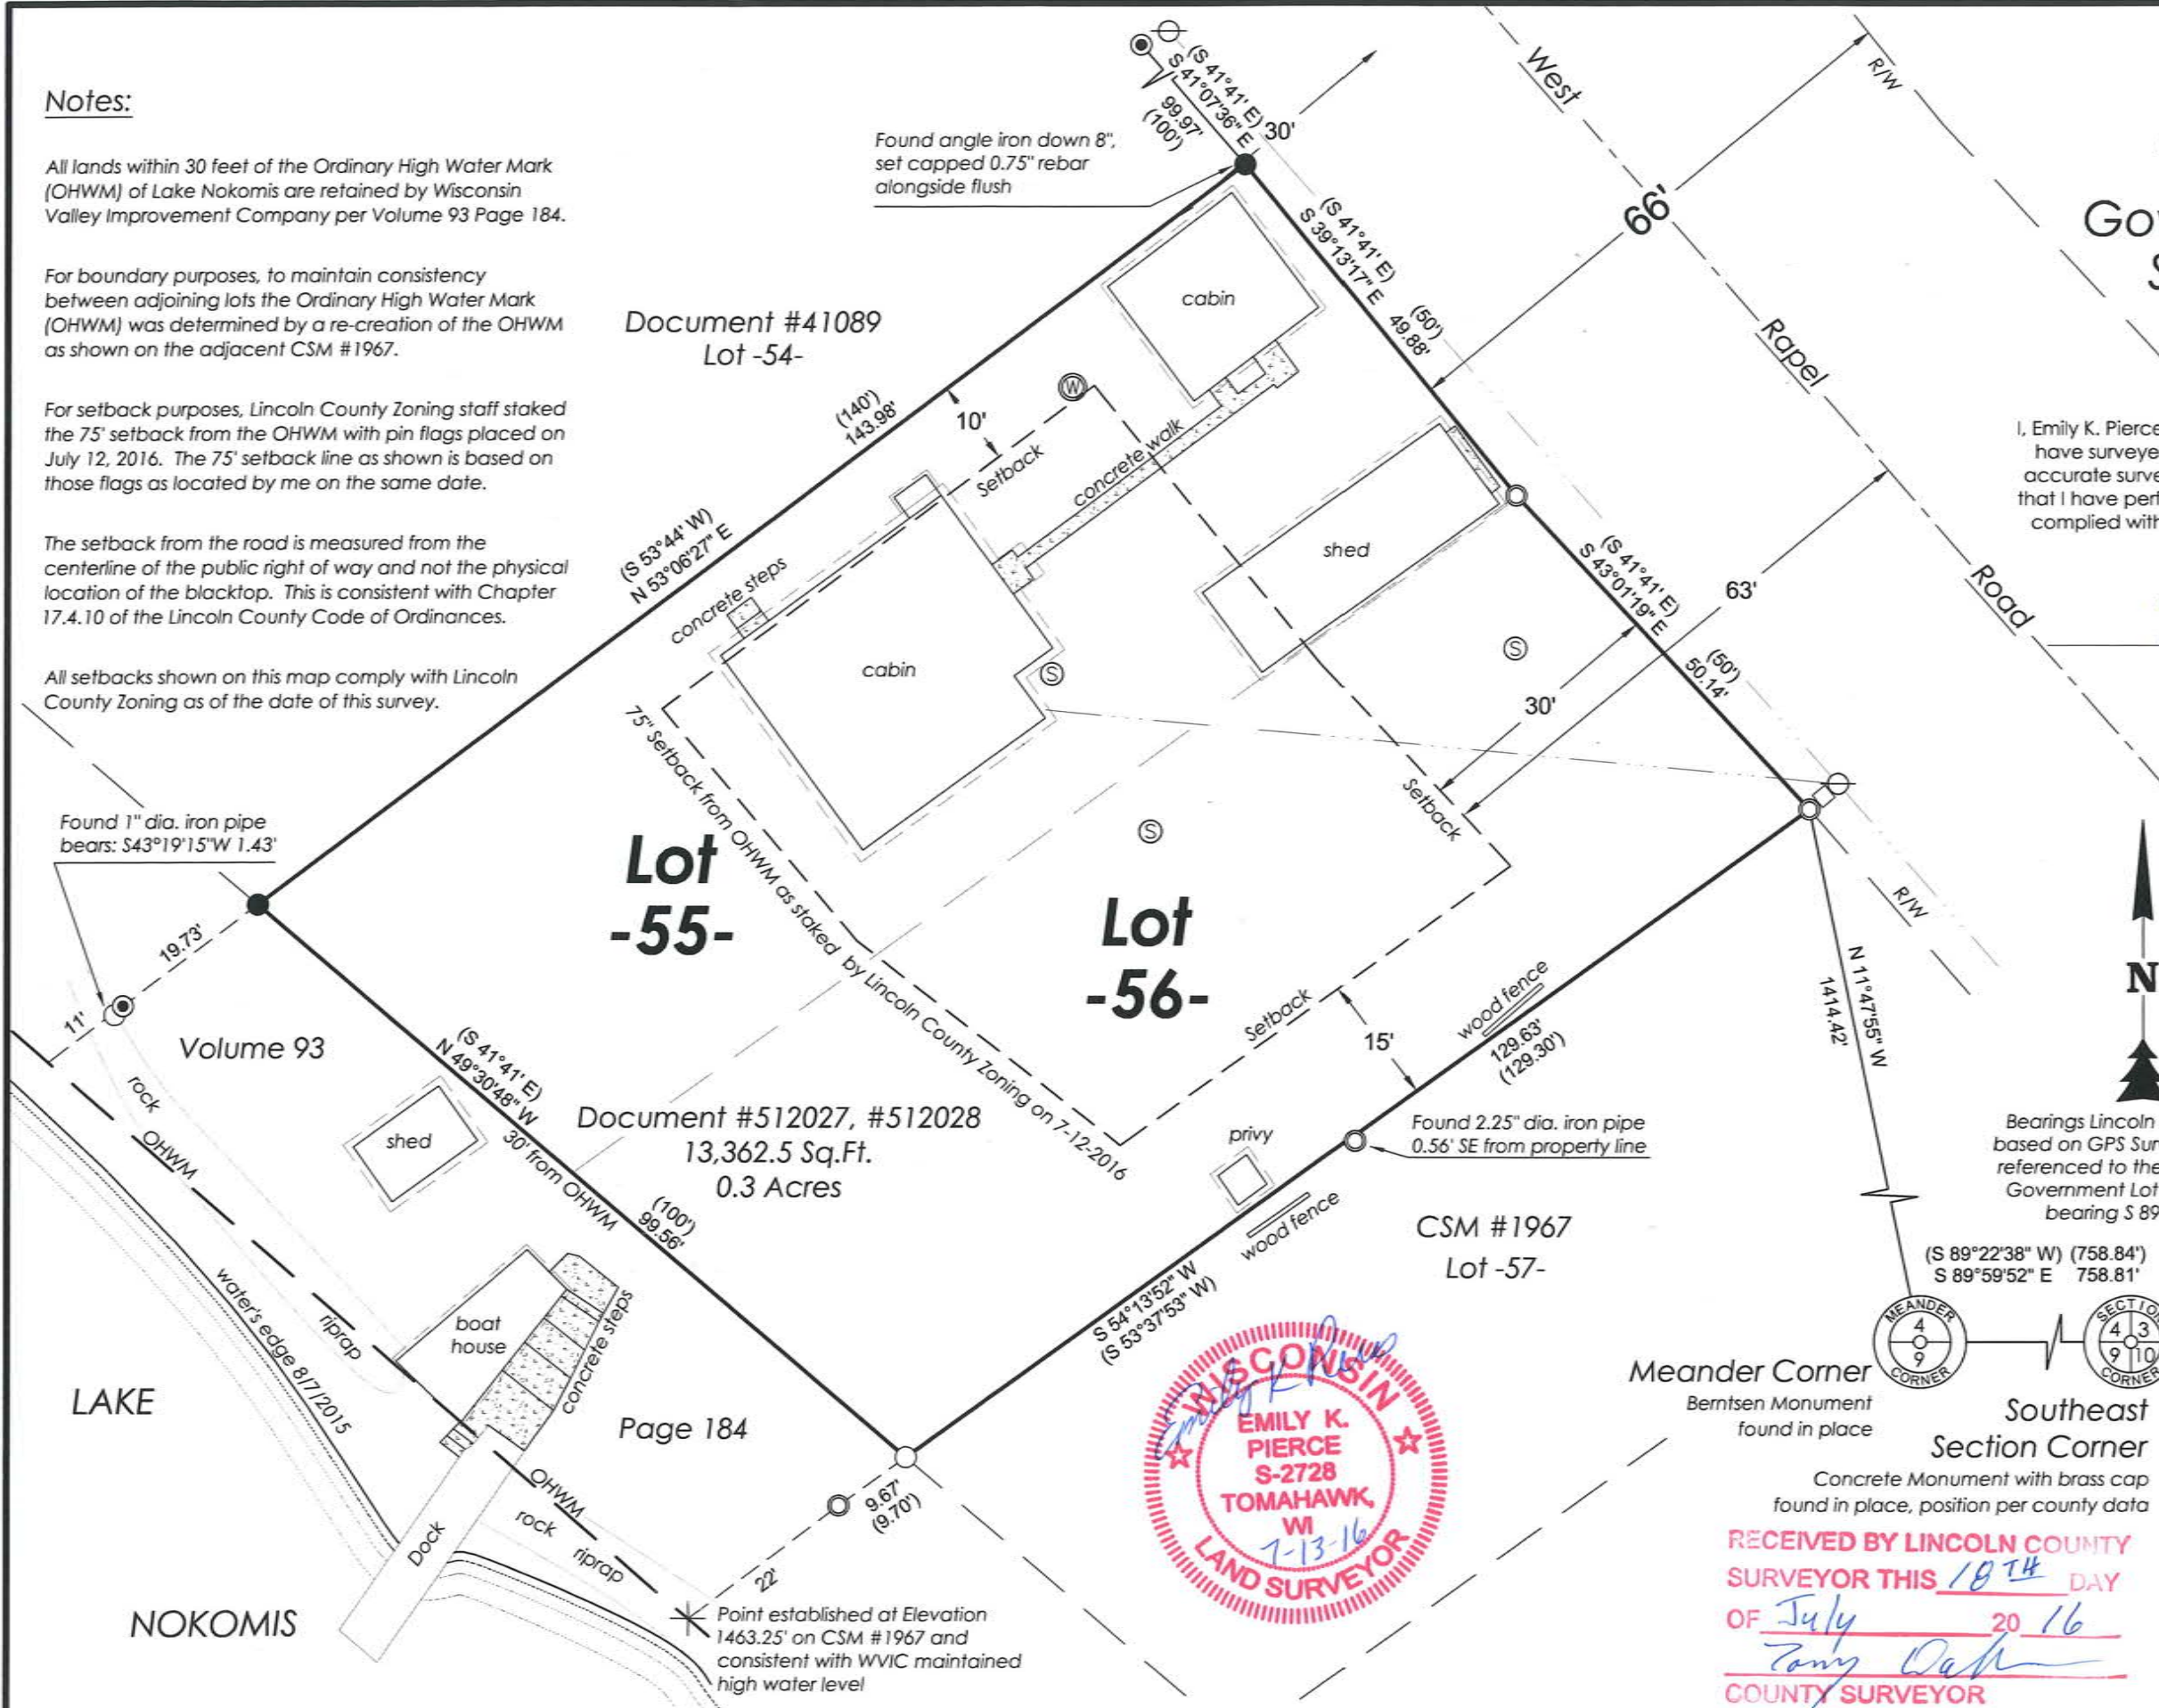 Notes:
All lands within 30 feet of the Ordinary High Water Mark
(OHWM) of Lake Nokomis are retained by Wisconsin
Valley Improvement Company per Volume 93 Page 184.
For boundary purposes, to maintain consistency
between adjoining lots the Ordinary High Water Mark
(OHWM) was determined by a re-creation of the OHWM
as shown on the adjacent CSM #1967.
For setback purposes, Lincoln County Zoning staff staked
the 75' setback from the OHWM with pin flags placed on
July 12, 2016. The 75' setback line as shown is based on
those flags as located by me on the same date.
The setback from the road is measured from the
centerline of the public right of way and not the physical
location of the blacktop. This is consistent with Chapter
17.4.10 of the Lincoln County Code of Ordinances.
All setbacks shown on this map comply with Lincoln
County Zoning as of the date of this survey.
Found angle iron down 8",
set capped 0.75" rebar
alongside flush
(S 41°41' E)
S 41°07'36" E
99.97'
(100')
30'
West
Rapel
Road
R/W
66'
Gov
S
(S 41°41' E)
S 39°13'17" E
(50')
49.88'
cabin
Document #41089
Lot -54-
(140')
143.98'
10'
W
Setback
concrete walk
(S 53°44' W)
N 53°06'27" E
concrete steps
cabin
S
shed
S
(S 41°41' E)
S 43°01'19" E
(50')
50.14'
63'
30'
Setback
I, Emily K. Pierce
have surveye
accurate surve
that I have perf
complied with
75" Setback from OHWM as staked by Lincoln County Zoning on 7-12-2016
S
Found 1" dia. iron pipe
bears: S43°19'15"W 1.43'
Lot
-55-
Lot
-56-
19.73'
11'
Volume 93
rock
OHWM
riprap
shed
(S 41°41' E)
N 49°30'48" W
30' from OHWM
(100')
99.56'
Document #512027, #512028
13,362.5 Sq.Ft.
0.3 Acres
Setback
15'
wood fence
129.63'
(129.30')
Found 2.25" dia. iron pipe
0.56' SE from property line
privy
wood fence
S 54°13'52" W
(S 53°37'53" W)
CSM #1967
Lot -57-
R/W
N 11°47'55" W
1414.42'
N
Bearings Lincoln
based on GPS Sur
referenced to the
Government Lot
bearing S 89
(S 89°22'38" W) (758.84')
S 89°59'52" E 758.81'
MEANDER
4
9
CORNER
SECTIO
4 3
9 10
CORNER
Meander Corner
Berntsen Monument
found in place
Southeast
Section Corner
Concrete Monument with brass cap
found in place, position per county data
water's edge 8/7/2015
boat
house
concrete steps
Page 184
LAKE
NOKOMIS
Dock
OHWM
rock
riprap
9.67'
(9.70')
22'
Point established at Elevation
1463.25' on CSM #1967 and
consistent with WVIC maintained
high water level
Emily K Pierce
WISCONSIN
EMILY K.
PIERCE
S-2728
TOMAHAWK,
WI
7-13-16
LAND SURVEYOR
RECEIVED BY LINCOLN COUNTY
SURVEYOR THIS 18TH DAY
OF July 20 16
Tony
COUNTY SURVEYOR